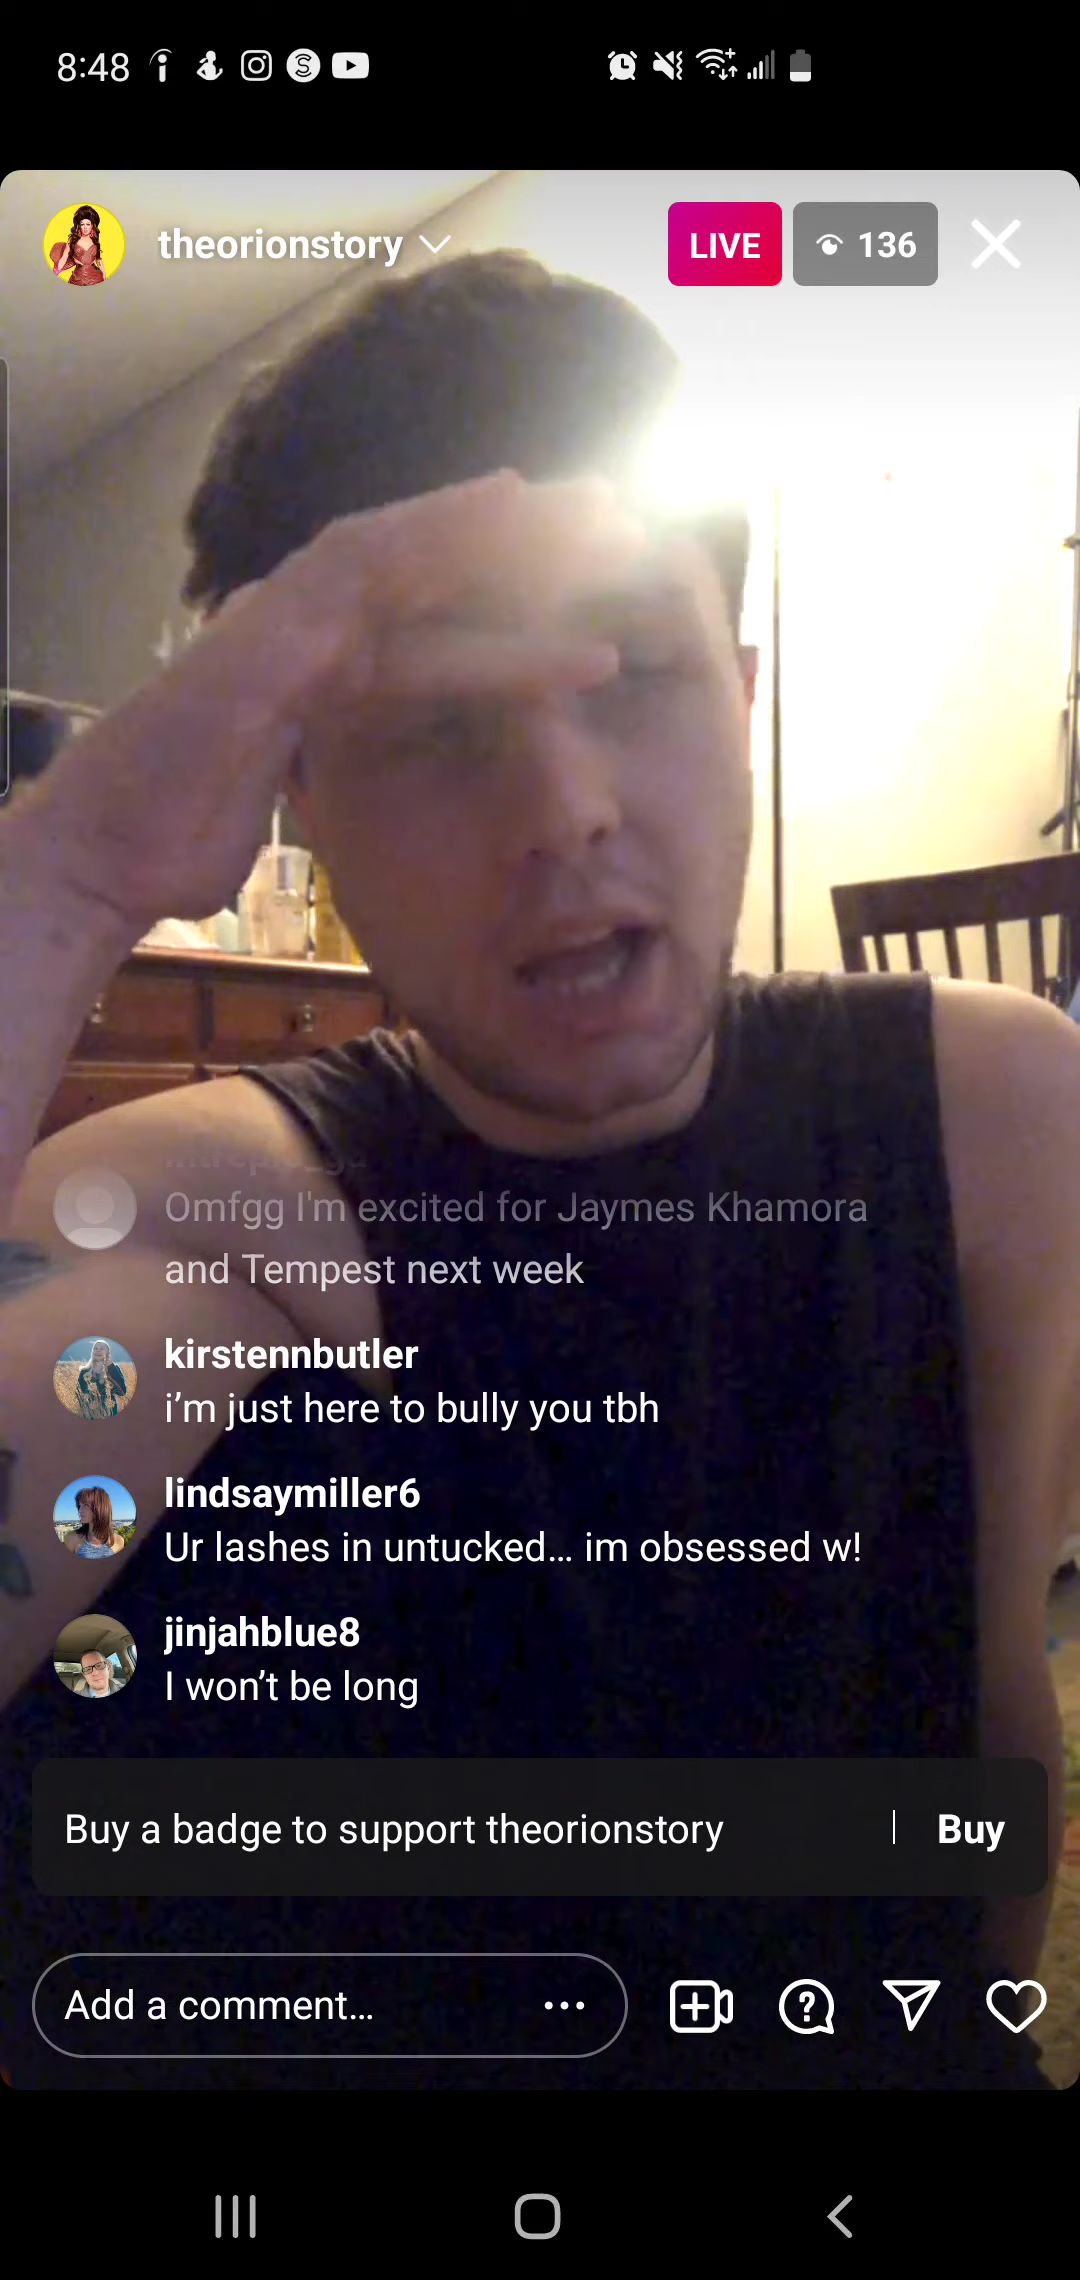 8:48
theorionstory
LIVE
136
Omfgg I'm excited for Jaymes Khamora
and Tempest next week
kirstennbutler
i’m just here to bully you tbh
lindsaymiller6
Ur lashes in untucked... im obsessed w!
jinjahblue8
I won’t be long
Buy a badge to support theorionstory | Buy
Add a comment...